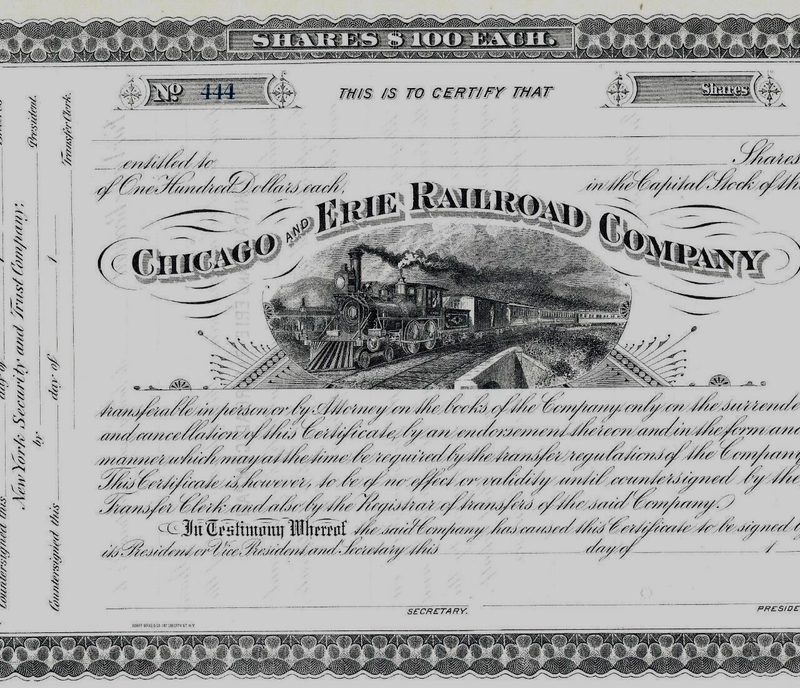 SHARES $100 EACH.
No 444
THIS IS TO CERTIFY THAT
Shares
entitled to Shares
of One Hundred Dollars each, in the Capital Stock of the
CHICAGO AND ERIE RAILROAD COMPANY
transferable in person or by Attorney on the books of the Company only on the surrende
and cancellation of this Certificate, by an endorsement thereon and in the form and
manner which may at the time be required by the transfer regulations of the Company
This Certificate is, however, to be of no effect or validity until countersigned by the
Transfer Clerk and also by the Registrar of transfers of the said Company.
In Testimony Whereof the said Company has caused this Certificate to be signed by
its President or Vice President and Secretary this day of 1
SECRETARY. PRESIDE
Countersigned this day of
New York Security and Trust Company;
by President.
Countersigned this day of 1
Transfer Clerk.